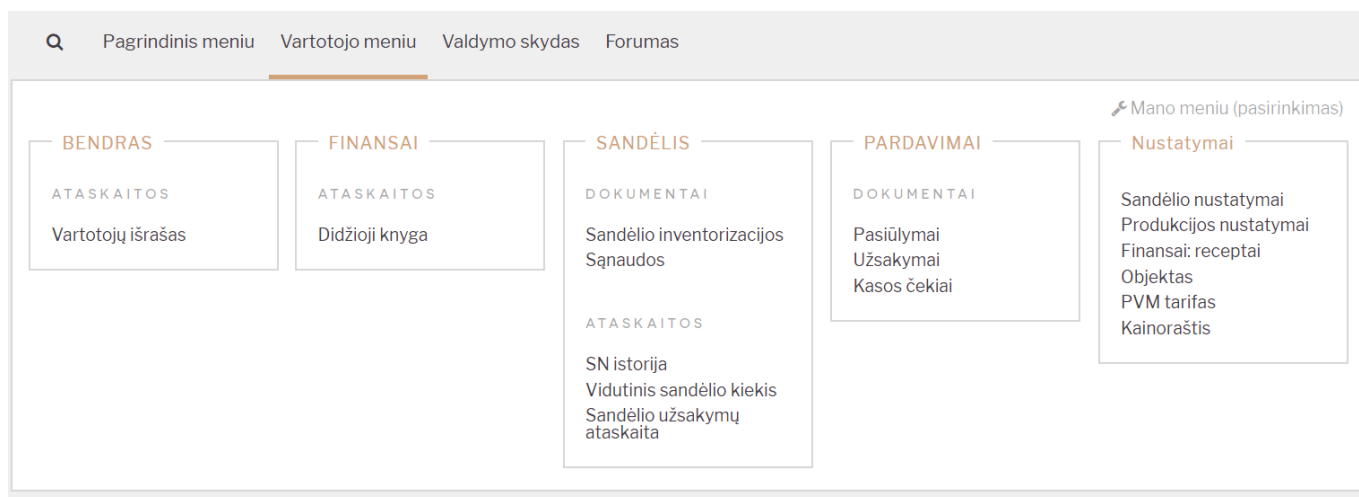 Pagrindinis meniu Vartotojo meniu Valdymo skydas Forumas
Mano meniu (pasirinkimas)
BENDRAS
ATASKAITOS
Vartotojų išrašas
FINANSAI
ATASKAITOS
Didžioji knyga
SANDĖLIS
DOKUMENTAI
Sandėlio inventorizacijos
Sąnaudos
ATASKAITOS
SN istorija
Vidutinis sandėlio kiekis
Sandėlio užsakymų
ataskaita
PARDAVIMAI
DOKUMENTAI
Pasiūlymai
Užsakymai
Kasos čekiai
Nustatymai
Sandėlio nustatymai
Produkcijos nustatymai
Finansai: receptai
Objektas
PVM tarifas
Kainoraštis